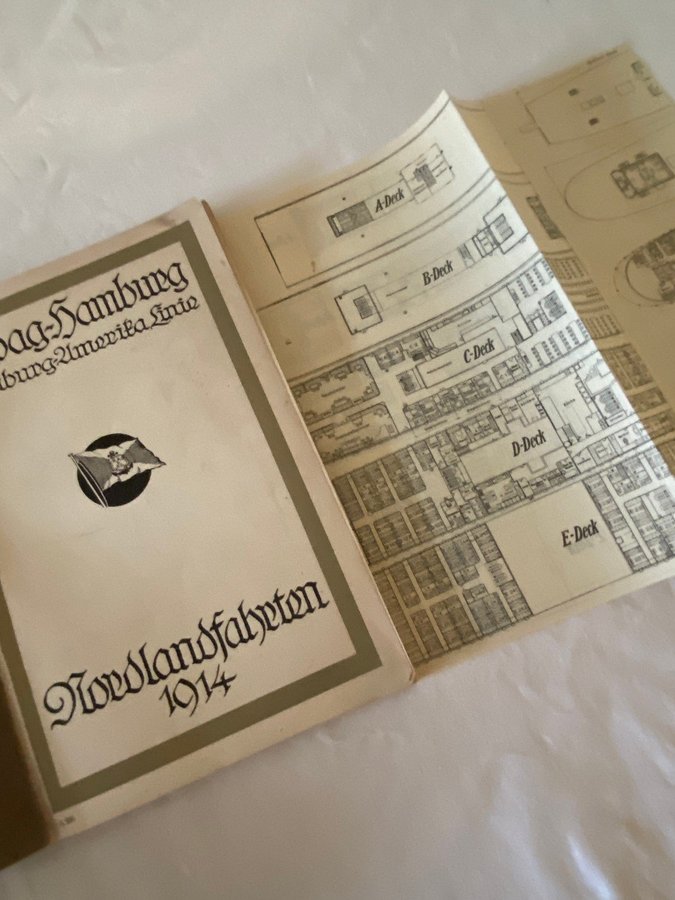 pag-Hamburg
burg-Amerika Linie
Nordlandfahrten
1914
A-Deck
B-Deck
C-Deck
D-Deck
E-Deck